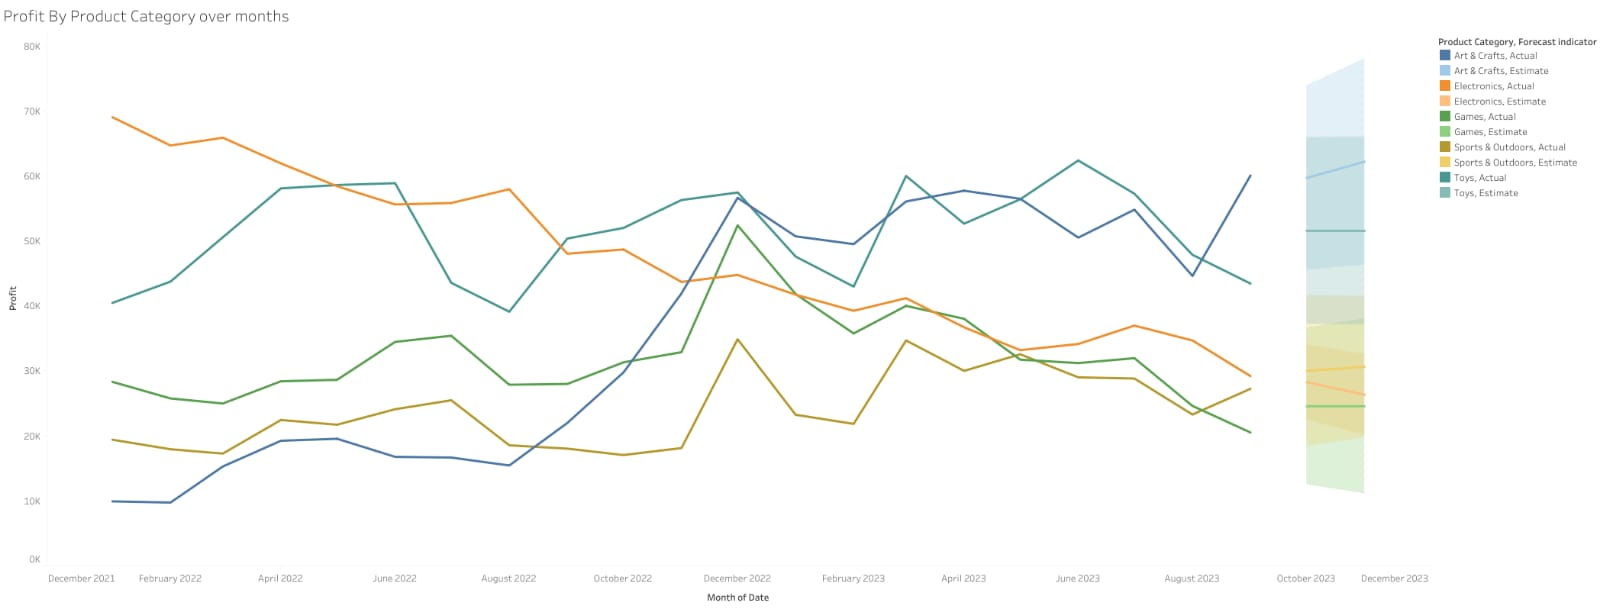 Profit By Product Category over months
80K
70K
60K
50K
40K
30K
20K
10K
0K
Profit
December 2021
February 2022
April 2022
June 2022
August 2022
October 2022
December 2022
February 2023
April 2023
June 2023
August 2023
October 2023
December 2023
Month of Date
Product Category, Forecast indicator
Art & Crafts, Actual
Art & Crafts, Estimate
Electronics, Actual
Electronics, Estimate
Games, Actual
Games, Estimate
Sports & Outdoors, Actual
Sports & Outdoors, Estimate
Toys, Actual
Toys, Estimate